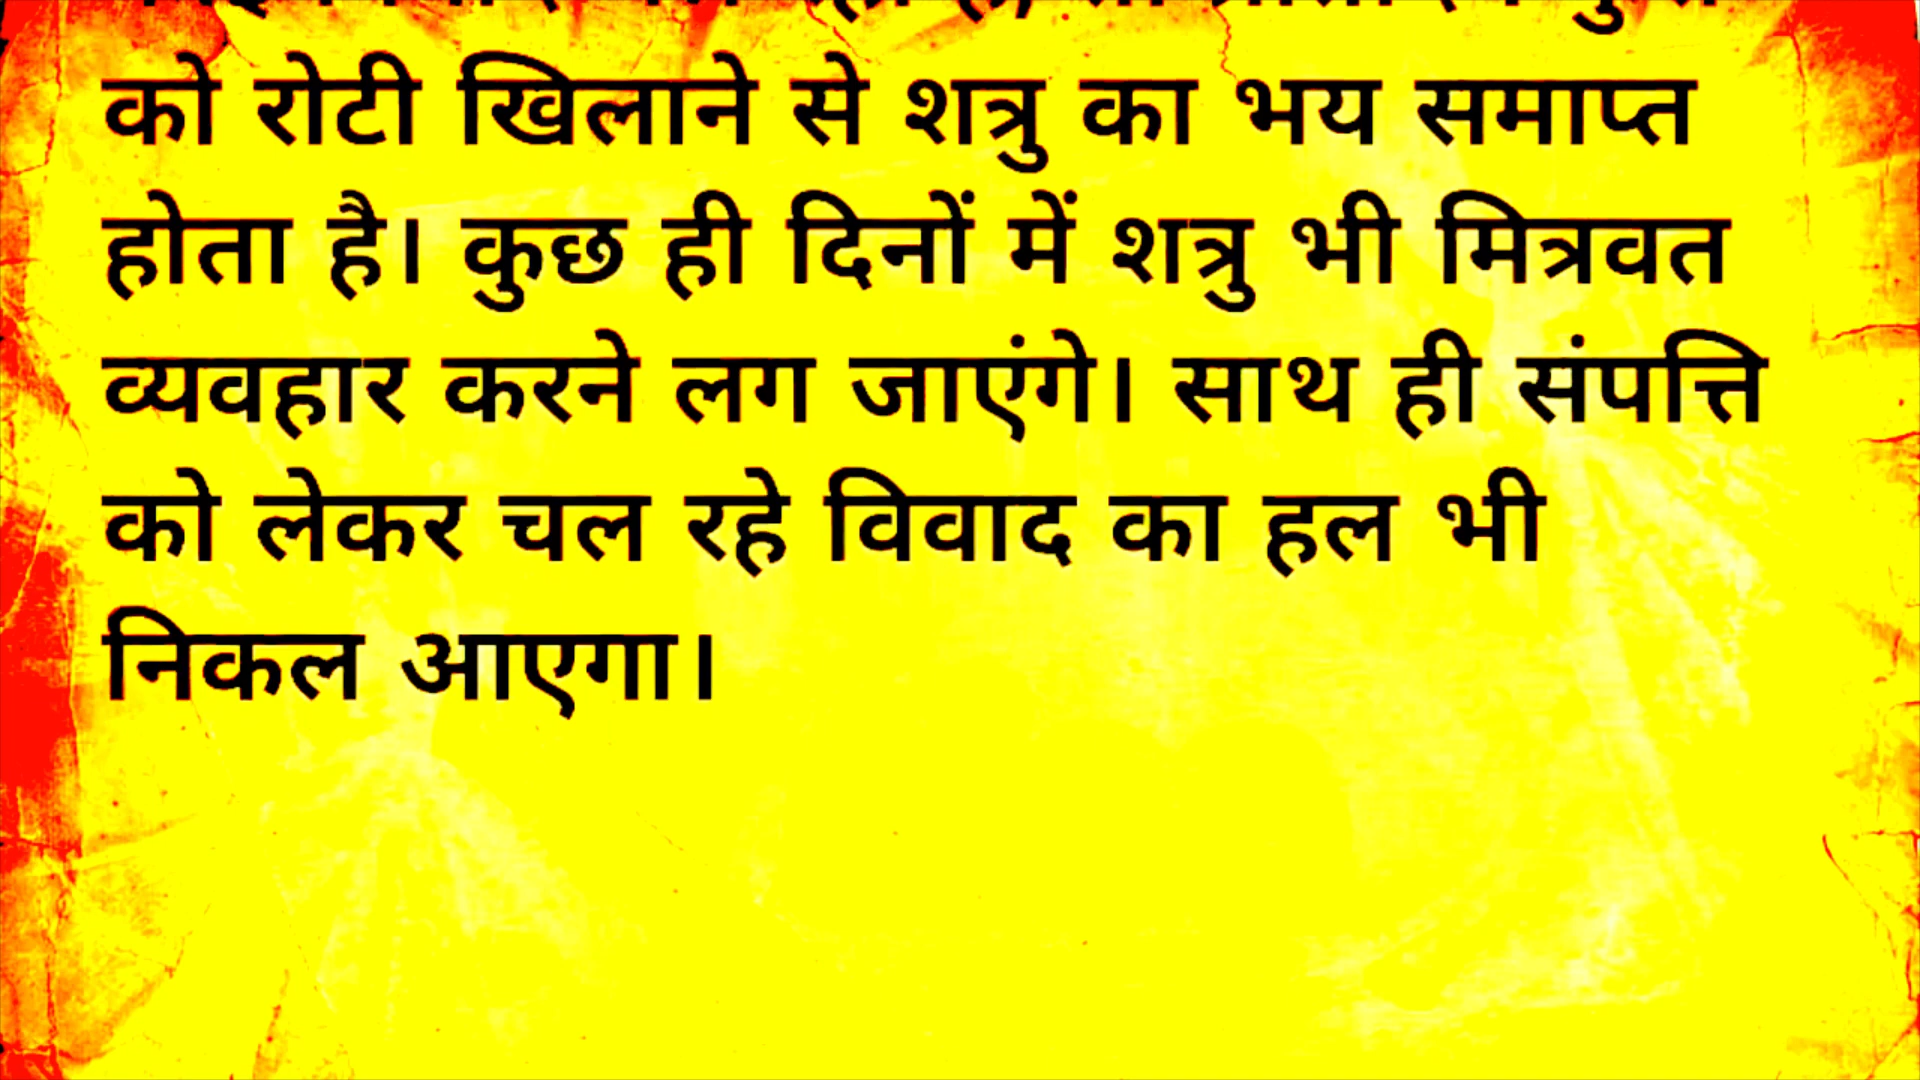 को रोटी खिलाने से शत्रु का भय समाप्त
होता है। कुछ ही दिनों में शत्रु भी मित्रवत
व्यवहार करने लग जाएंगे। साथ ही संपत्ति
को लेकर चल रहे विवाद का हल भी
निकल आएगा।